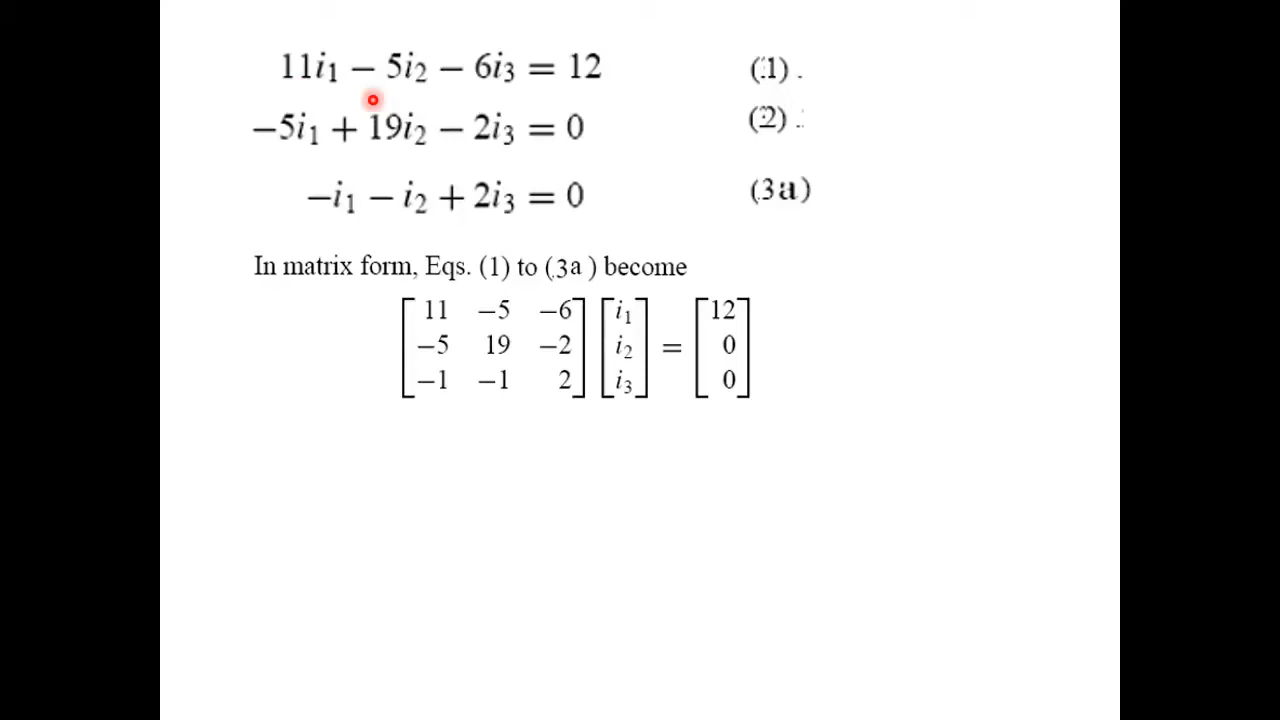 11i₁ − 5i₂ − 6i₃ = 12 (1) .
−5i₁ + 19i₂ − 2i₃ = 0 (2) .
−i₁ − i₂ + 2i₃ = 0 (3a)
In matrix form, Eqs. (1) to (3a ) become
[ 11 −5 −6 ] [ i₁ ] = [ 12 ]
[ −5 19 −2 ] [ i₂ ] [ 0 ]
[ −1 −1 2 ] [ i₃ ] [ 0 ]